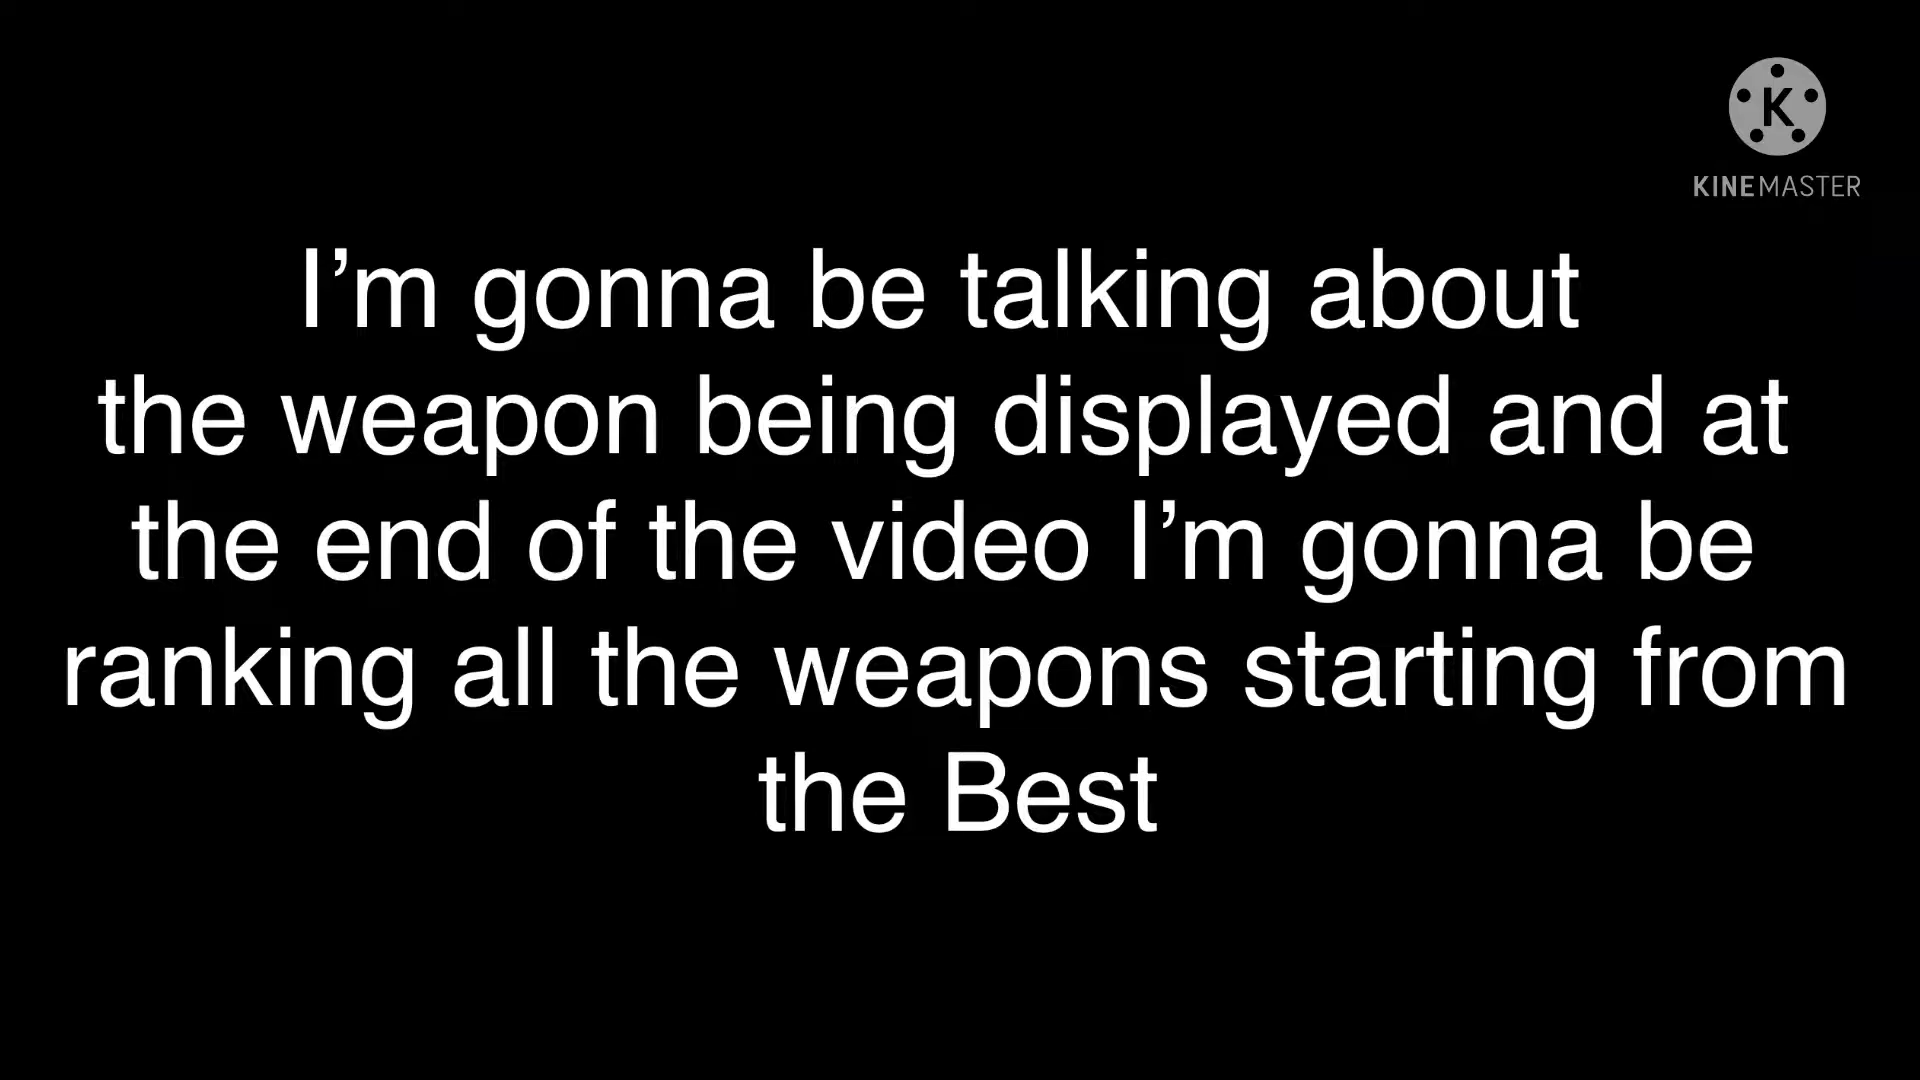 K
KINEMASTER
I’m gonna be talking about
the weapon being displayed and at
the end of the video I’m gonna be
ranking all the weapons starting from
the Best